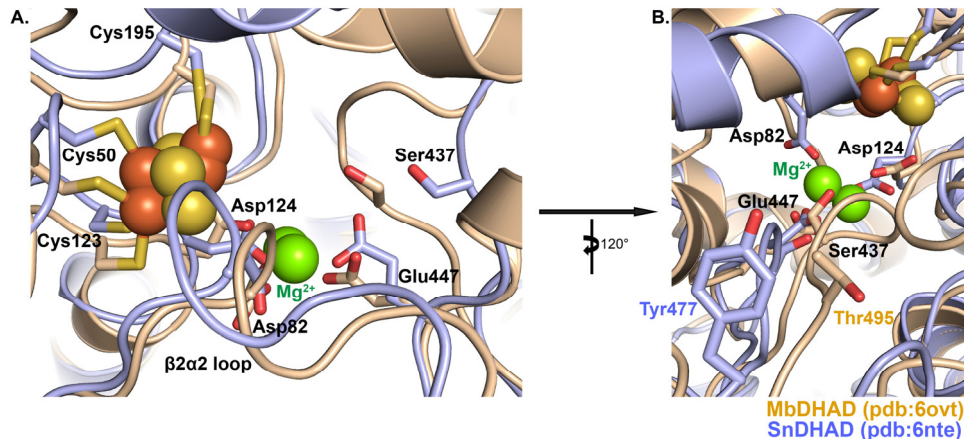 A.
Cys195
Cys50
Cys123
Asp124
Ser437
Mg²⁺
Glu447
Asp82
β2α2 loop
120°
B.
Asp82
Mg²⁺
Asp124
Glu447
Ser437
Tyr477
Thr495
MbDHAD (pdb:6ovt)
SnDHAD (pdb:6nte)